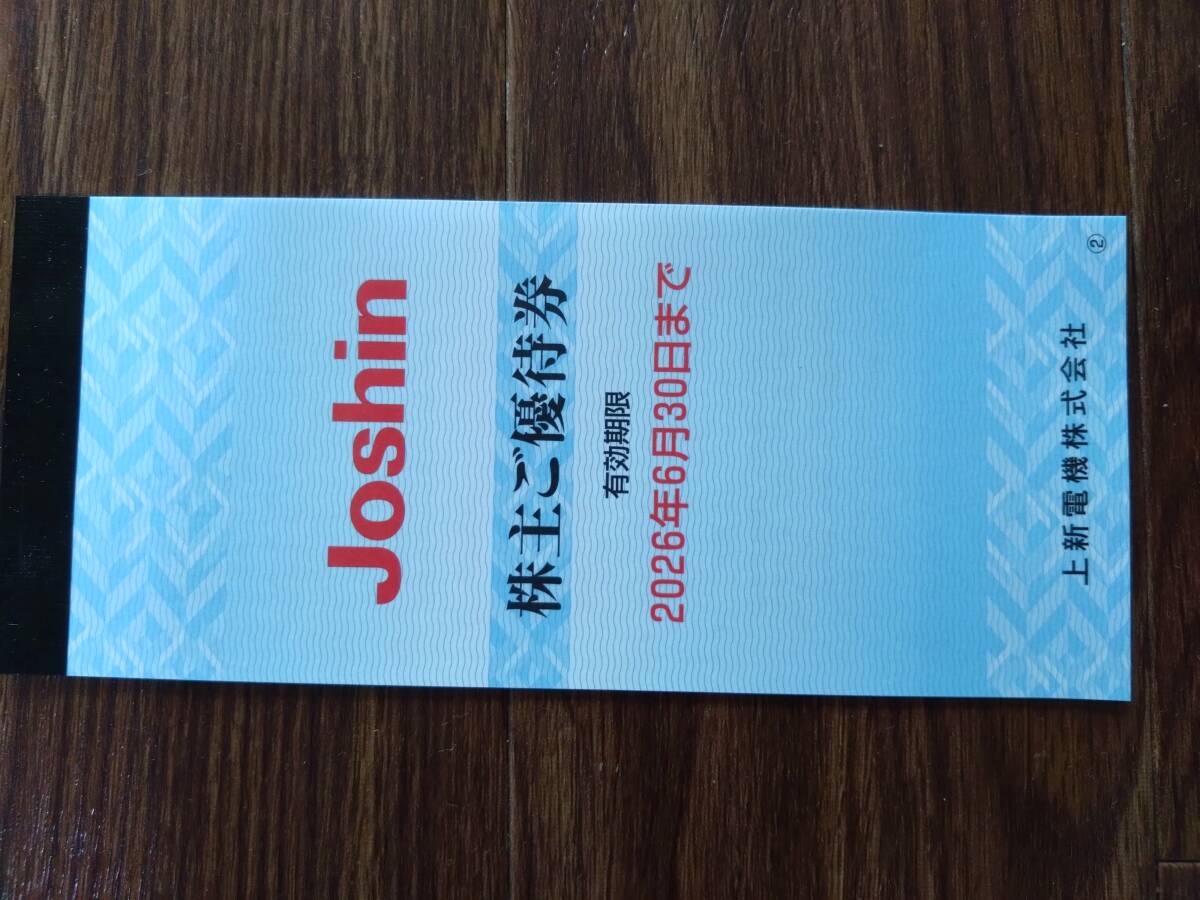 Joshin
株主ご優待券
有効期限
2026年6月30日まで
上新電機株式会社
②